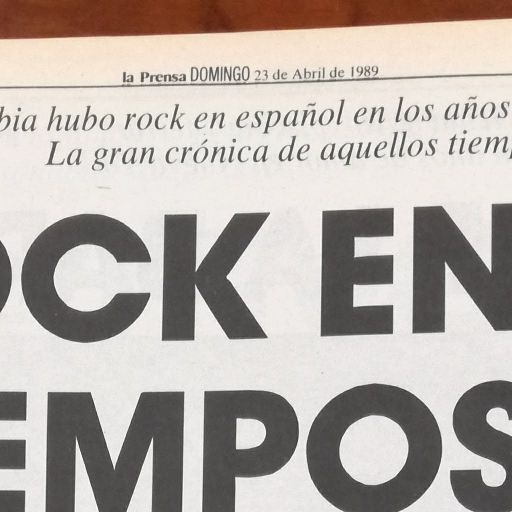 la Prensa DOMINGO 23 de Abril de 1989
bia hubo rock en español en los años
La gran crónica de aquellos tiemp
OCK EN
EMPOS